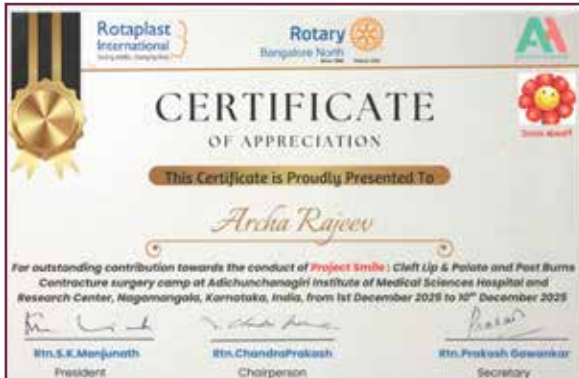 Rotaplast
International
Rotary
Bangalore North
CERTIFICATE
OF APPRECIATION
This Certificate is Proudly Presented To
Archa Rajeev
For outstanding contribution towards the conduct of Project Smile : Cleft Lip & Palate and Post Burns
Contracture surgery camp at Adichunchanagiri Institute of Medical Sciences Hospital and
Research Center, Nagamangala, Karnataka, India, from 1st December 2025 to 10th December 2025
Rtn.S.K.Manjunath
Rtn.ChandraPrakash
Rtn.Prakash Gowankar
President
Chairperson
Secretary